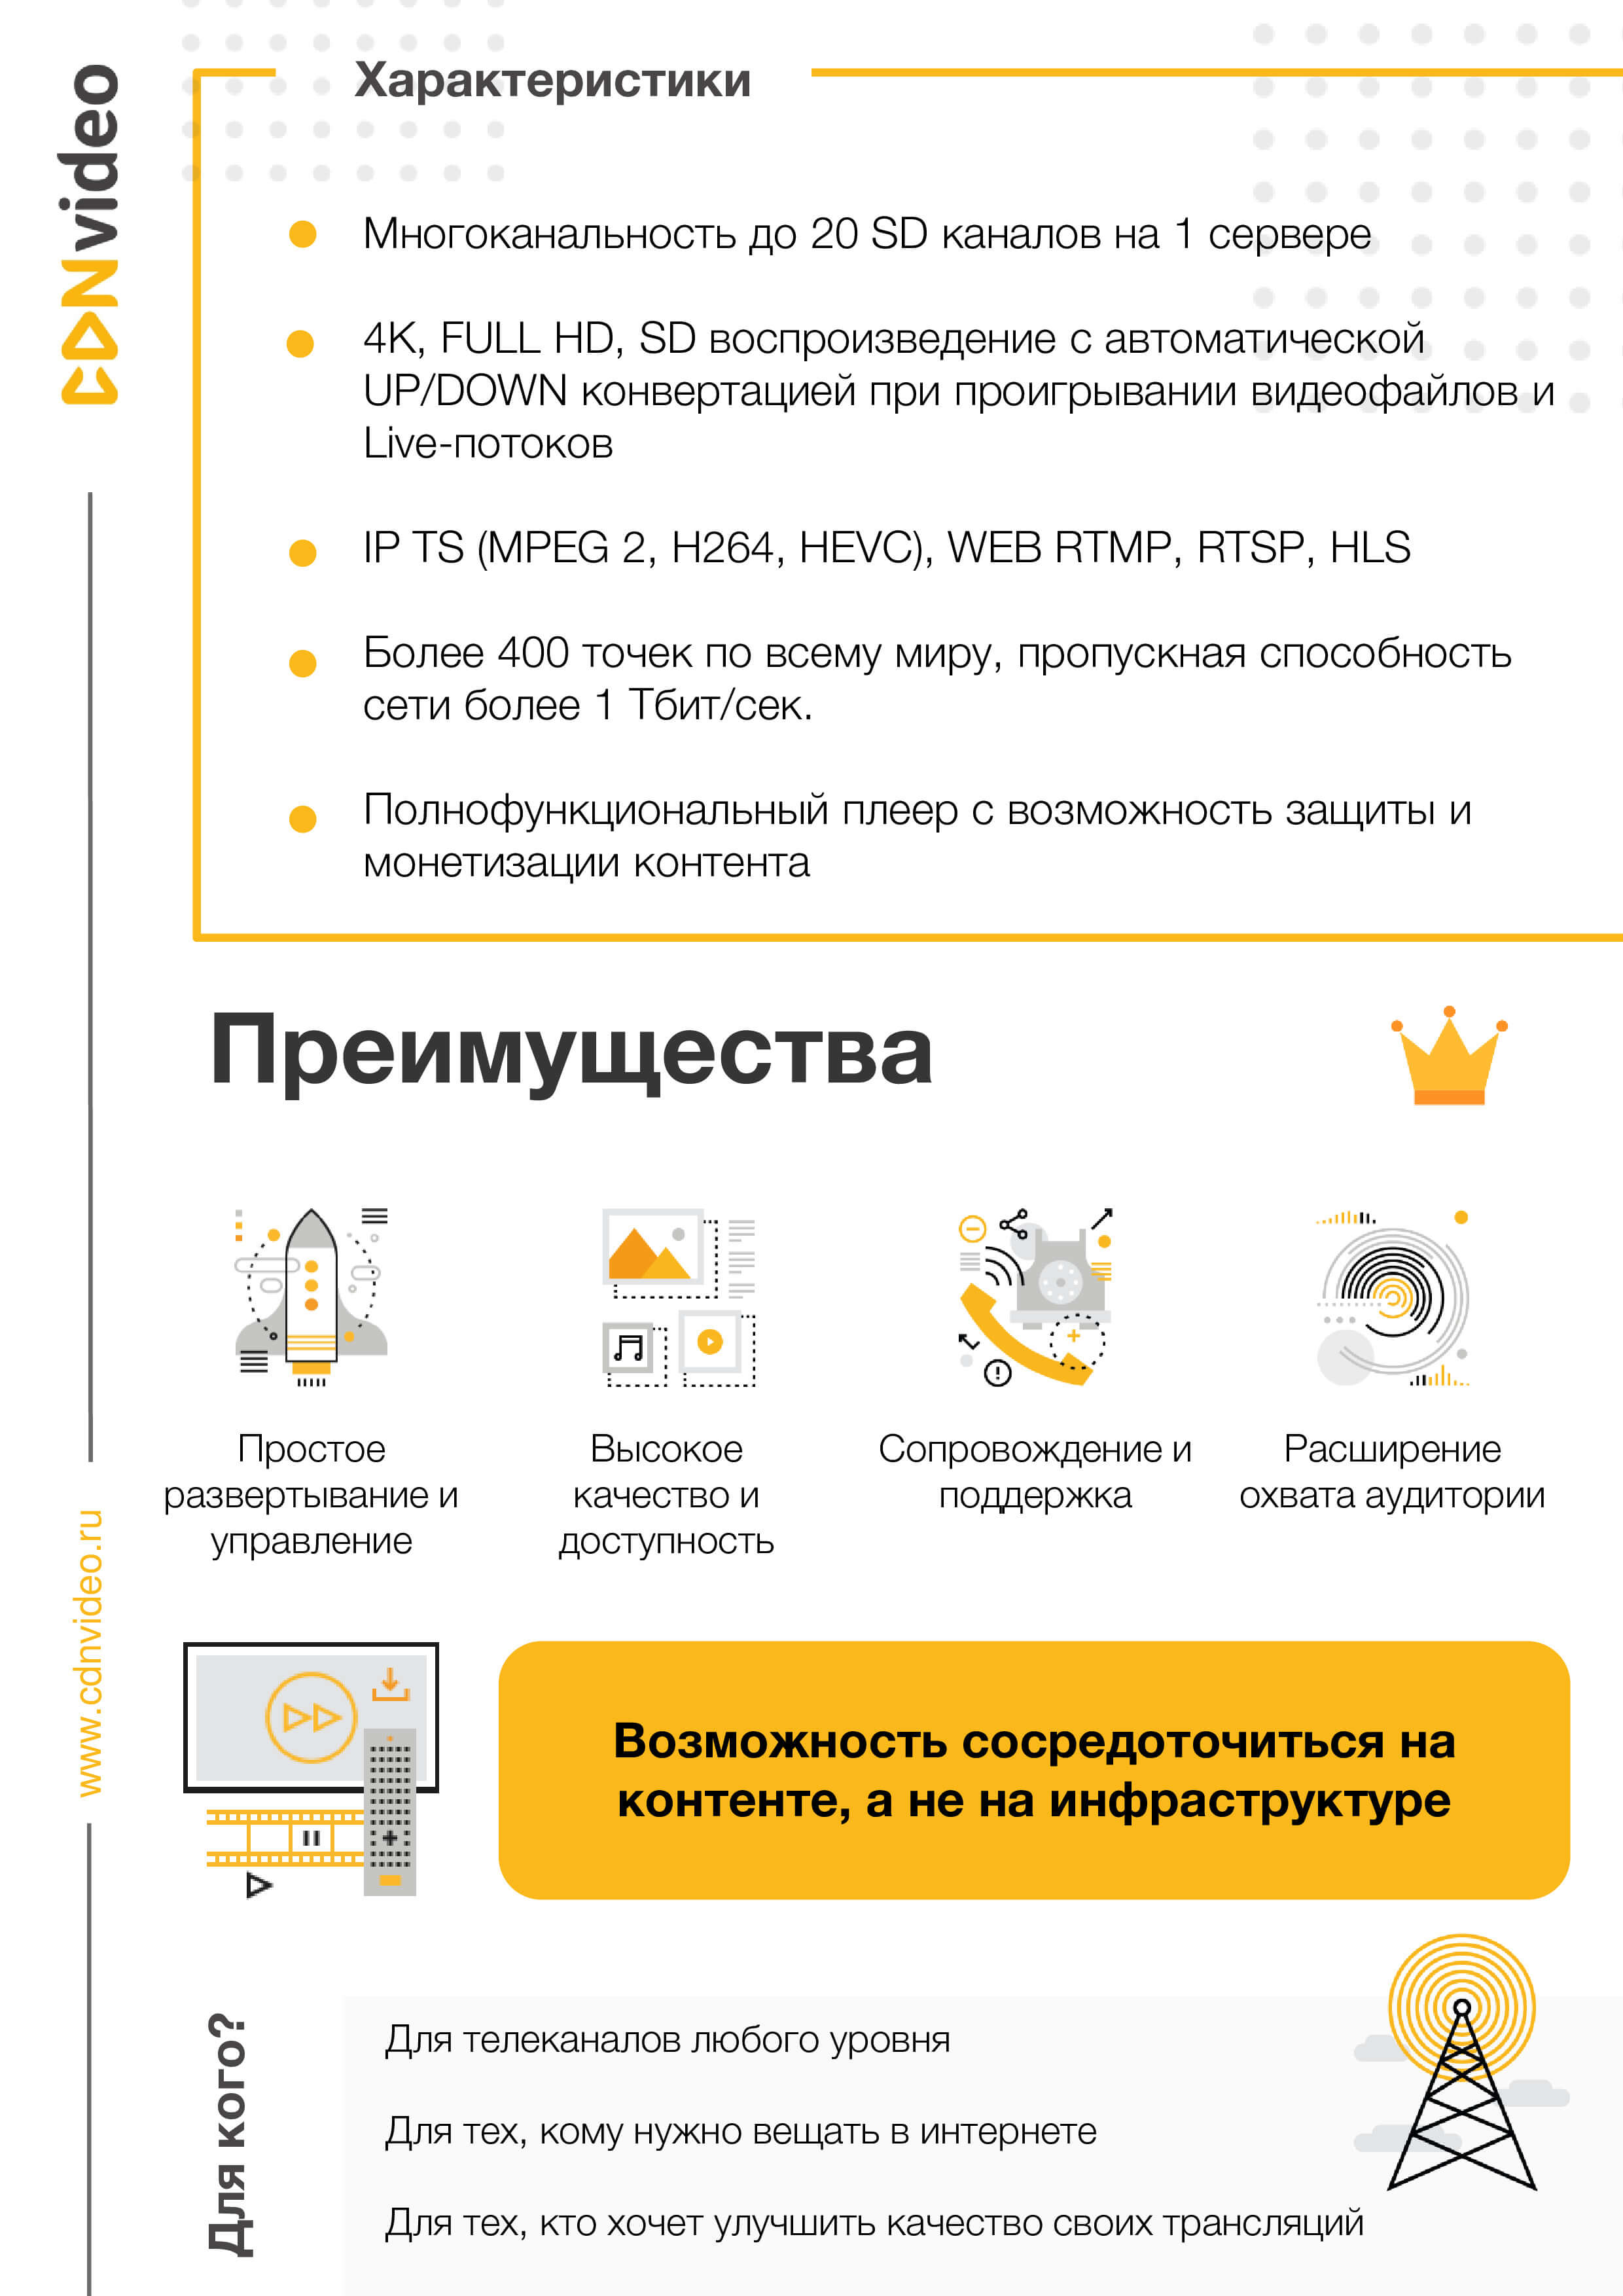 CDNvideo
www.cdnvideo.ru
Характеристики
Многоканальность до 20 SD каналов на 1 сервере
4K, FULL HD, SD воспроизведение с автоматической
UP/DOWN конвертацией при проигрывании видеофайлов и
Live-потоков
IP TS (MPEG 2, H264, HEVC), WEB RTMP, RTSP, HLS
Более 400 точек по всему миру, пропускная способность
сети более 1 Тбит/сек.
Полнофункциональный плеер с возможность защиты и
монетизации контента
Преимущества
Простое
развертывание и
управление
Высокое
качество и
доступность
Сопровождение и
поддержка
Расширение
охвата аудитории
Возможность сосредоточиться на
контенте, а не на инфраструктуре
Для кого?
Для телеканалов любого уровня
Для тех, кому нужно вещать в интернете
Для тех, кто хочет улучшить качество своих трансляций